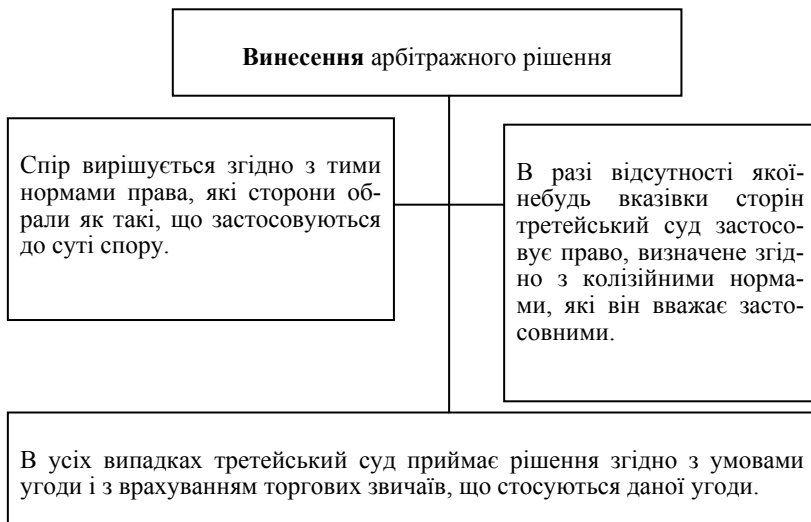 Винесення арбітражного рішення
Спір вирішується згідно з тими
нормами права, які сторони об-
рали як такі, що застосовуються
до суті спору.
В разі відсутності якої-
небудь вказівки сторін
третейський суд застосо-
вує право, визначене згід-
но з колізійними норма-
ми, які він вважає засто-
совними.
В усіх випадках третейський суд приймає рішення згідно з умовами
угоди і з врахуванням торгових звичаїв, що стосуються даної угоди.